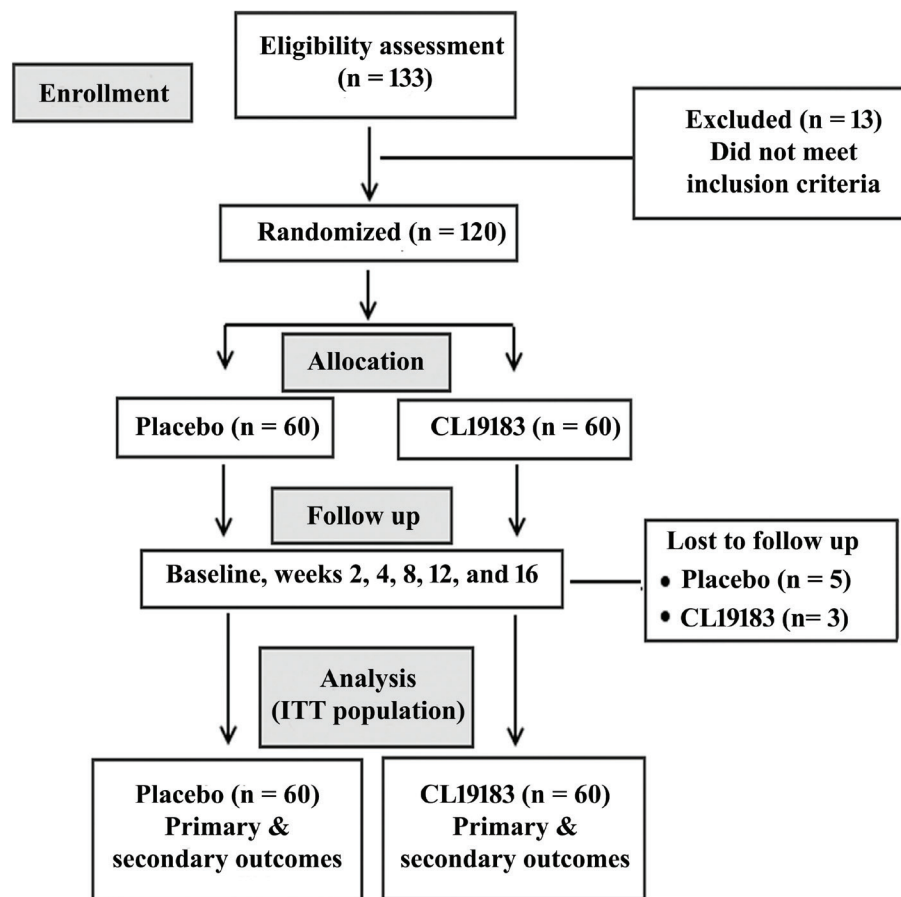 Eligibility assessment
(n = 133)
Enrollment
Excluded (n = 13)
Did not meet
inclusion criteria
Randomized (n = 120)
Allocation
Placebo (n = 60)
CL19183 (n = 60)
Follow up
Baseline, weeks 2, 4, 8, 12, and 16
Lost to follow up
• Placebo (n = 5)
• CL19183 (n= 3)
Analysis
(ITT population)
Placebo (n = 60)
Primary &
secondary outcomes
CL19183 (n = 60)
Primary &
secondary outcomes